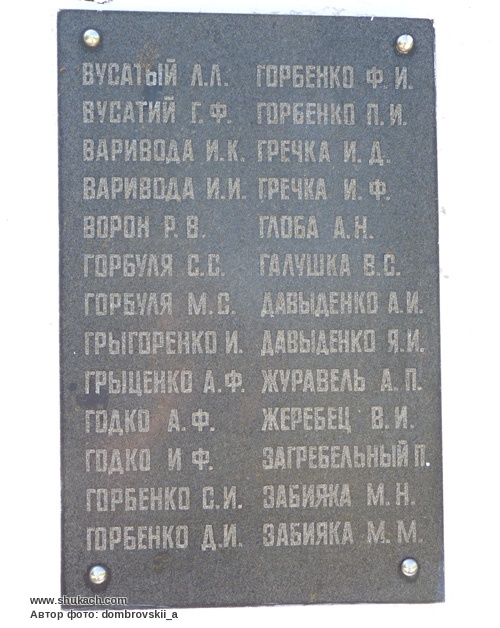 ВУСАТЫЙ Л.Л.
ВУСАТИЙ Г.Ф.
ВАРИВОДА И.К.
ВАРИВОДА И.И.
ВОРОН Р.В.
ГОРБУЛЯ С.С.
ГОРБУЛЯ М.С.
ГРЫГОРЕНКО И.
ГРЫЩЕНКО А.Ф.
ГОДКО А.Ф.
ГОДКО И Ф.
ГОРБЕНКО С.И.
ГОРБЕНКО Д.И.
ГОРБЕНКО Ф.И.
ГОРБЕНКО П.И.
ГРЕЧКА И.Д.
ГРЕЧКА И.Ф.
ГЛОБА А.Н.
ГАЛУШКА В.С.
ДАВЫДЕНКО А.И.
ДАВЫДЕНКО Я.И.
ЖУРАВЕЛЬ А.П.
ЖЕРЕБЕЦ В.И
ЗАГРЕБЕЛЬНЫЙ П.
ЗАБИЯКА М.Н.
ЗАБИЯКА М.М.
www.shukach.com
Автор фото: dombrovskii_a